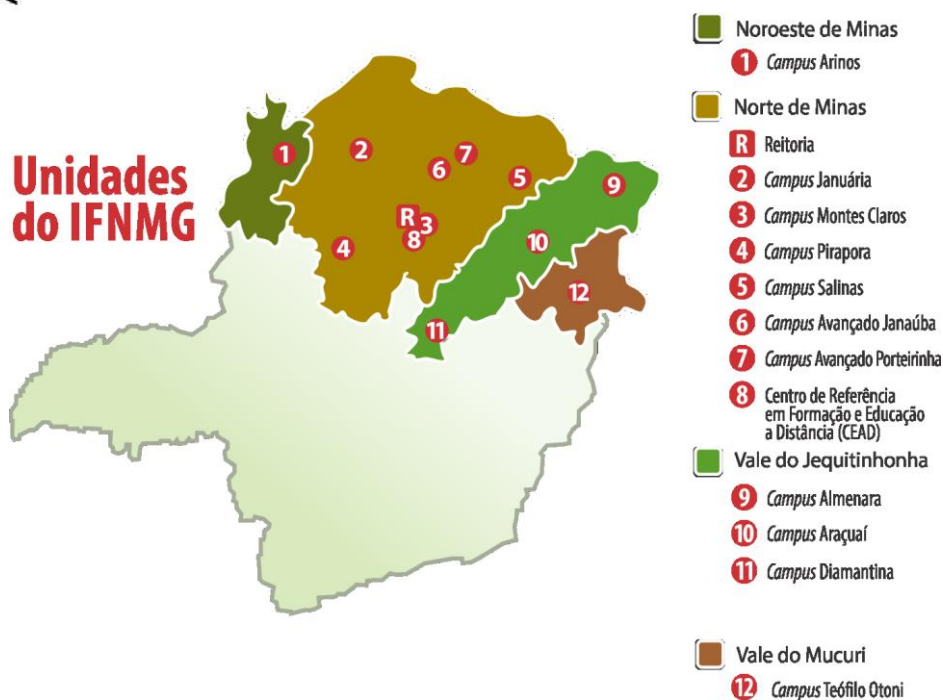 Unidades
do IFNMG
1
2
7
6
5
9
R
3
8
4
10
12
11
Noroeste de Minas
1 Campus Arinos
Norte de Minas
R Reitoria
2 Campus Januária
3 Campus Montes Claros
4 Campus Pirapora
5 Campus Salinas
6 Campus Avançado Janaúba
7 Campus Avançado Porteirinha
8 Centro de Referência
em Formação e Educação
a Distância (CEAD)
Vale do Jequitinhonha
9 Campus Almenara
10 Campus Araçuaí
11 Campus Diamantina
Vale do Mucuri
12 Campus Teófilo Otoni